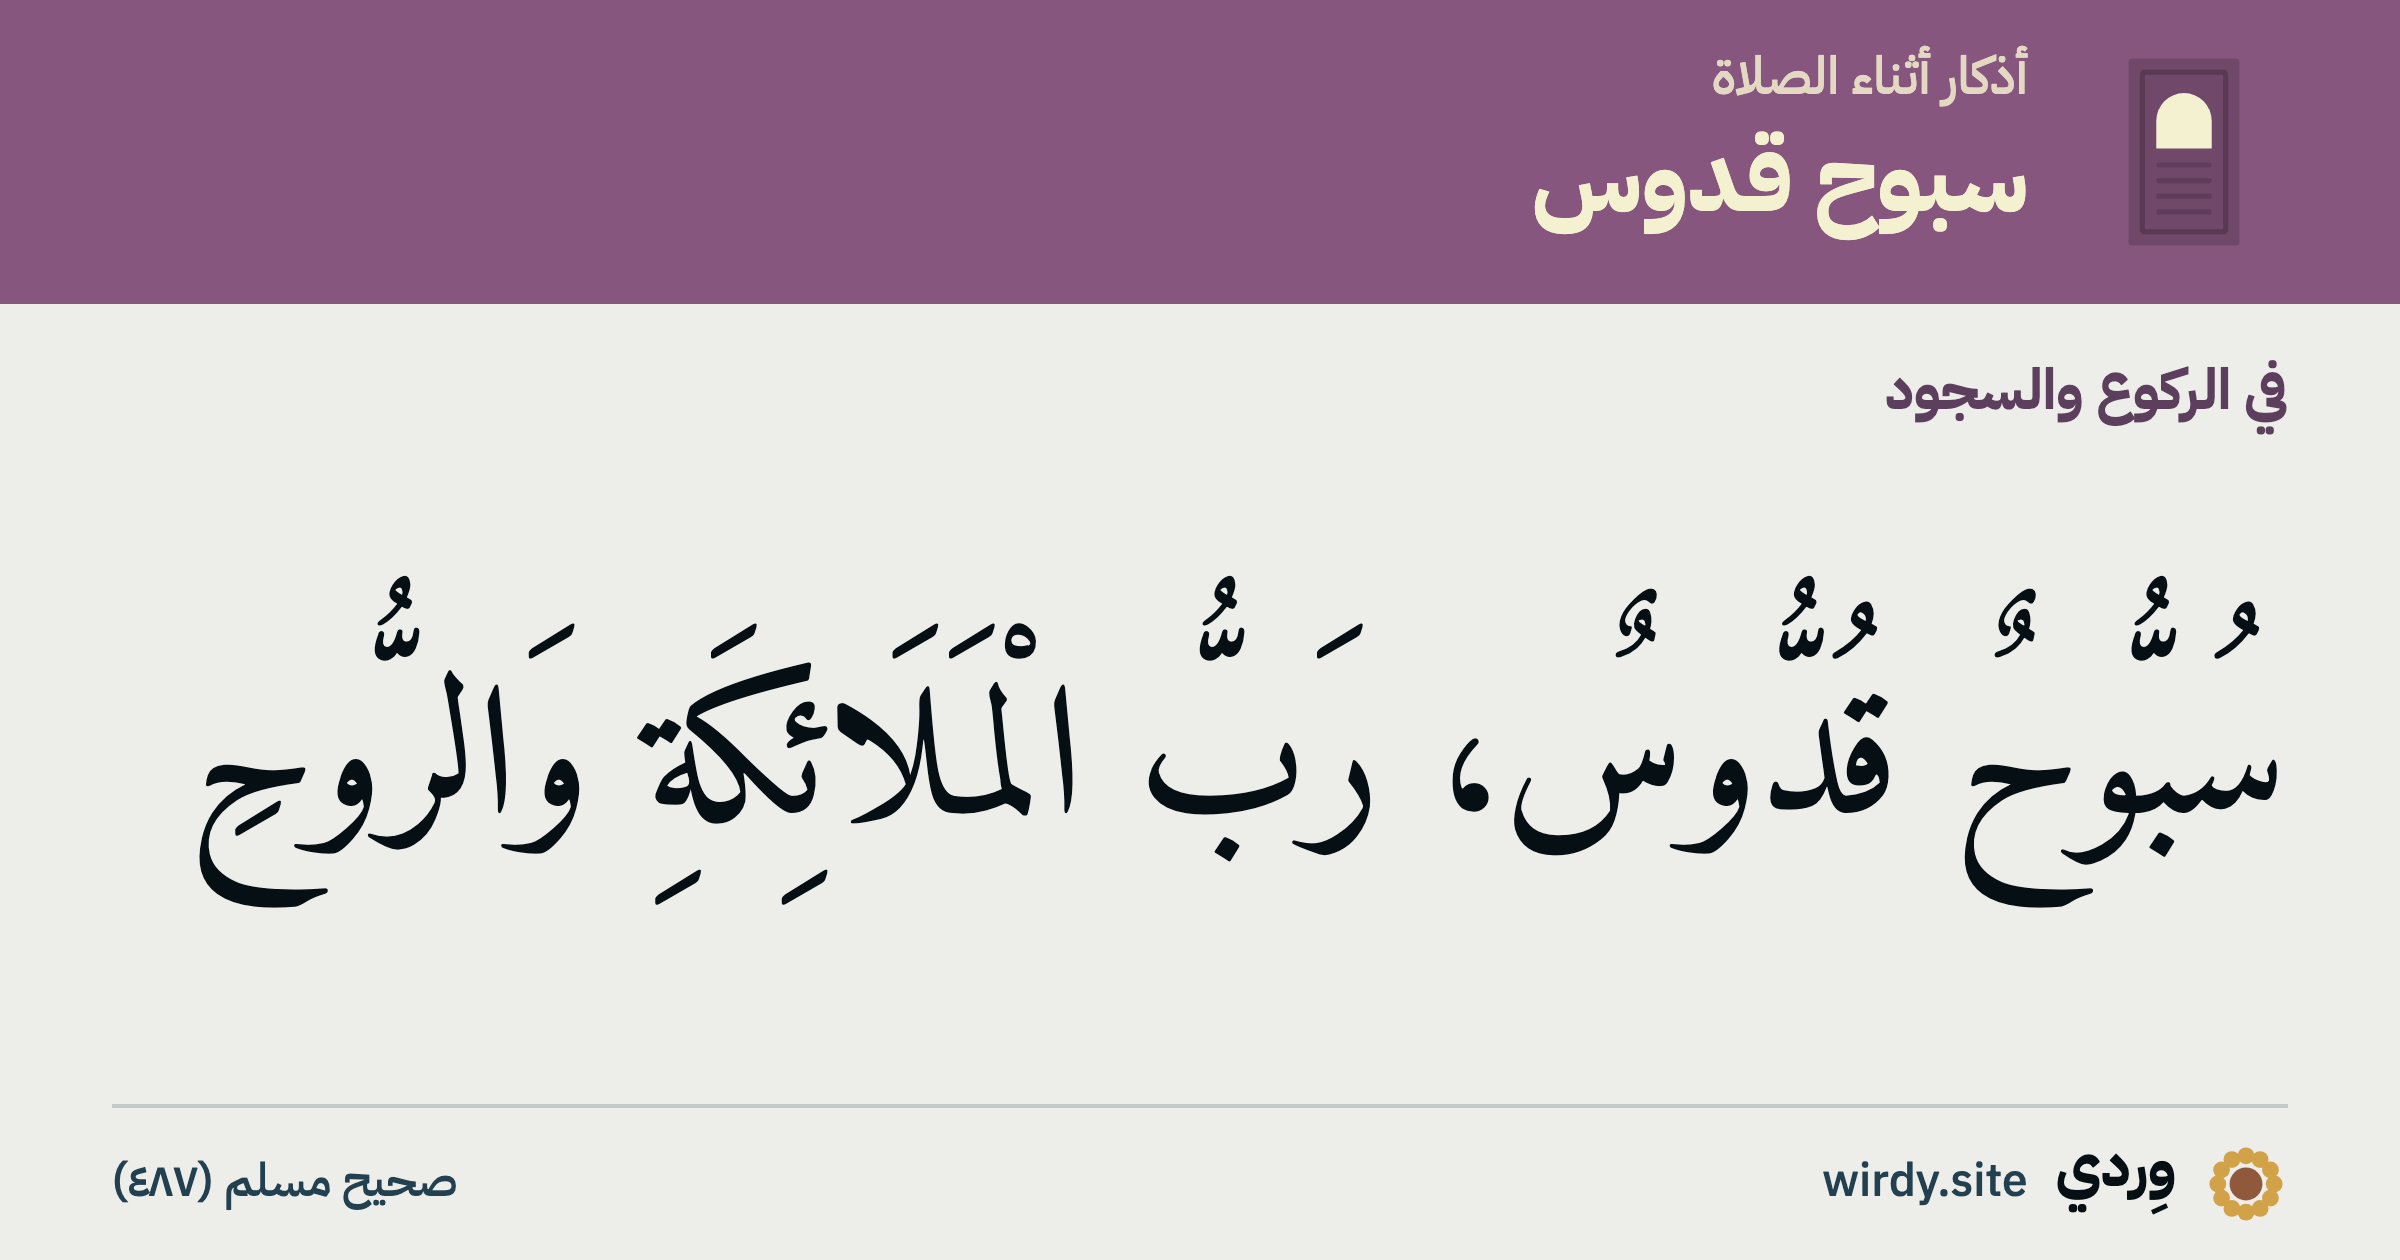 أذكار أثناء الصلاة
سبوح قدوس
في الركوع والسجود
سُبُّوحٌ قُدُّوسٌ، رَبُّ الْمَلَائِكَةِ وَالرُّوحِ
وِردي wirdy.site
صحيح مسلم (٤٨٧)